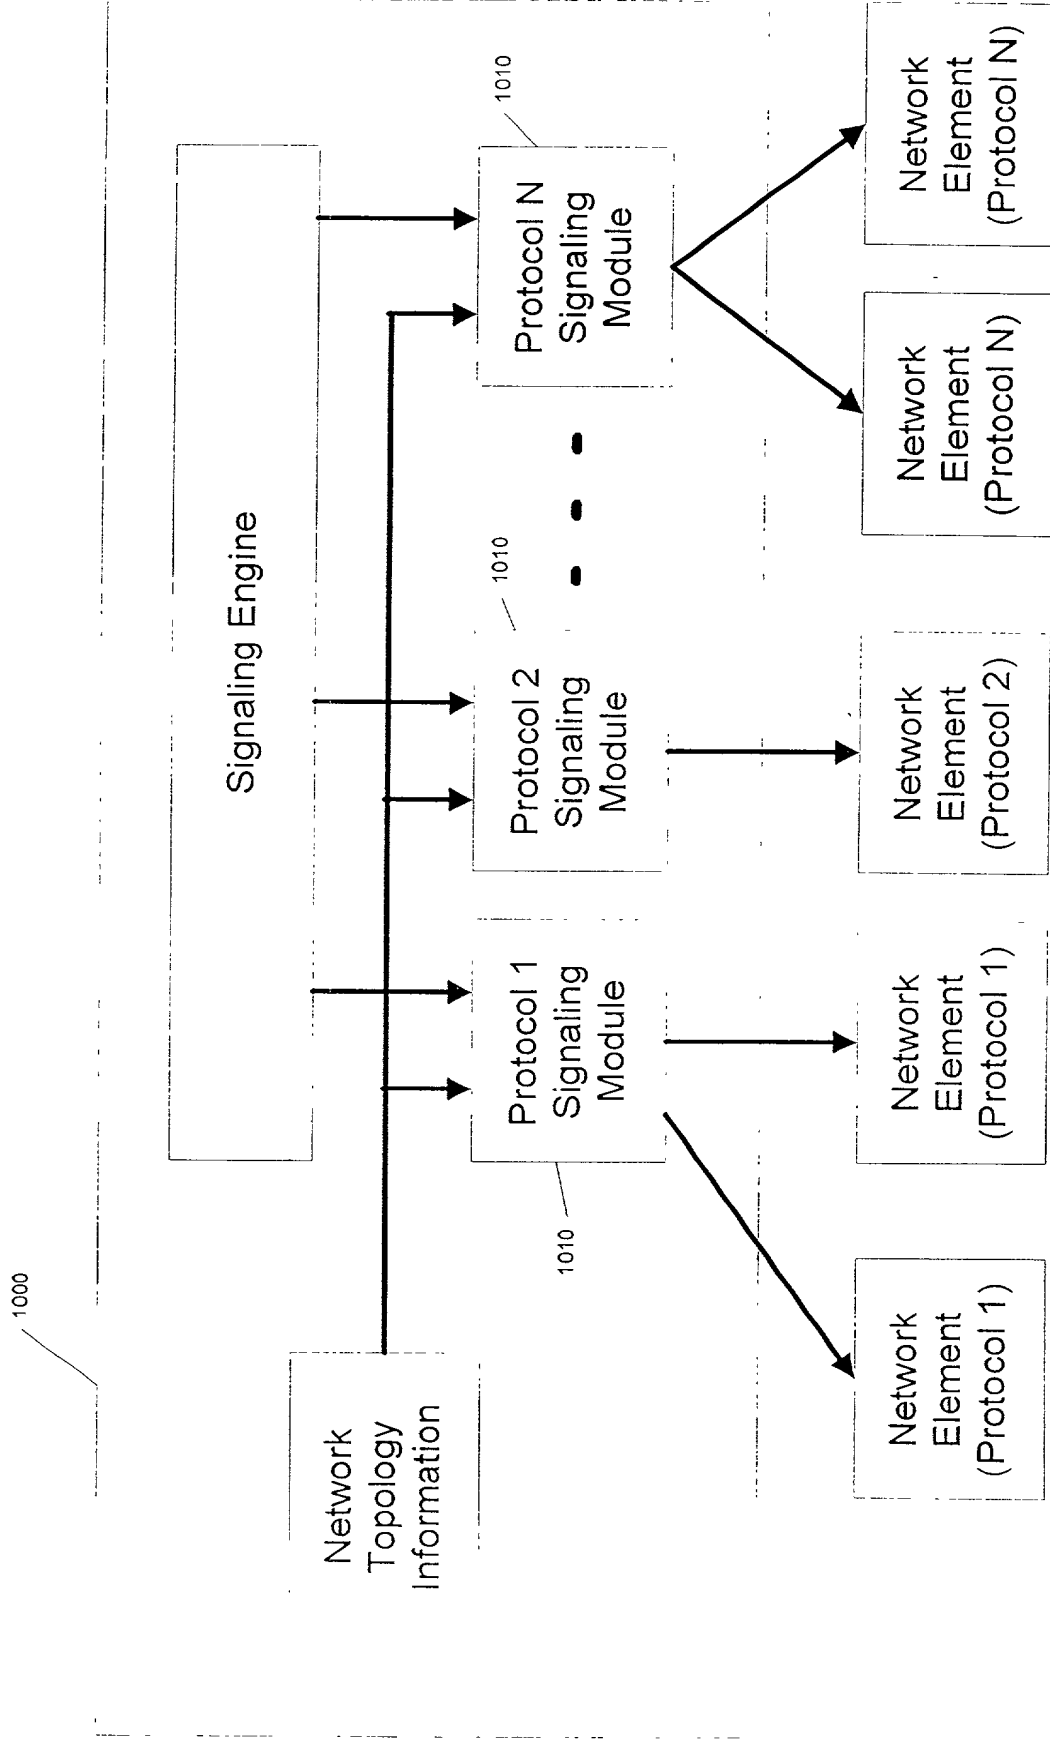 1000
Signaling Engine
Network
Topology
Information
Protocol 1
Signaling
Module
1010
Protocol 2
Signaling
Module
1010
Protocol N
Signaling
Module
1010
Network
Element
(Protocol 1)
Network
Element
(Protocol 1)
Network
Element
(Protocol 2)
Network
Element
(Protocol N)
Network
Element
(Protocol N)